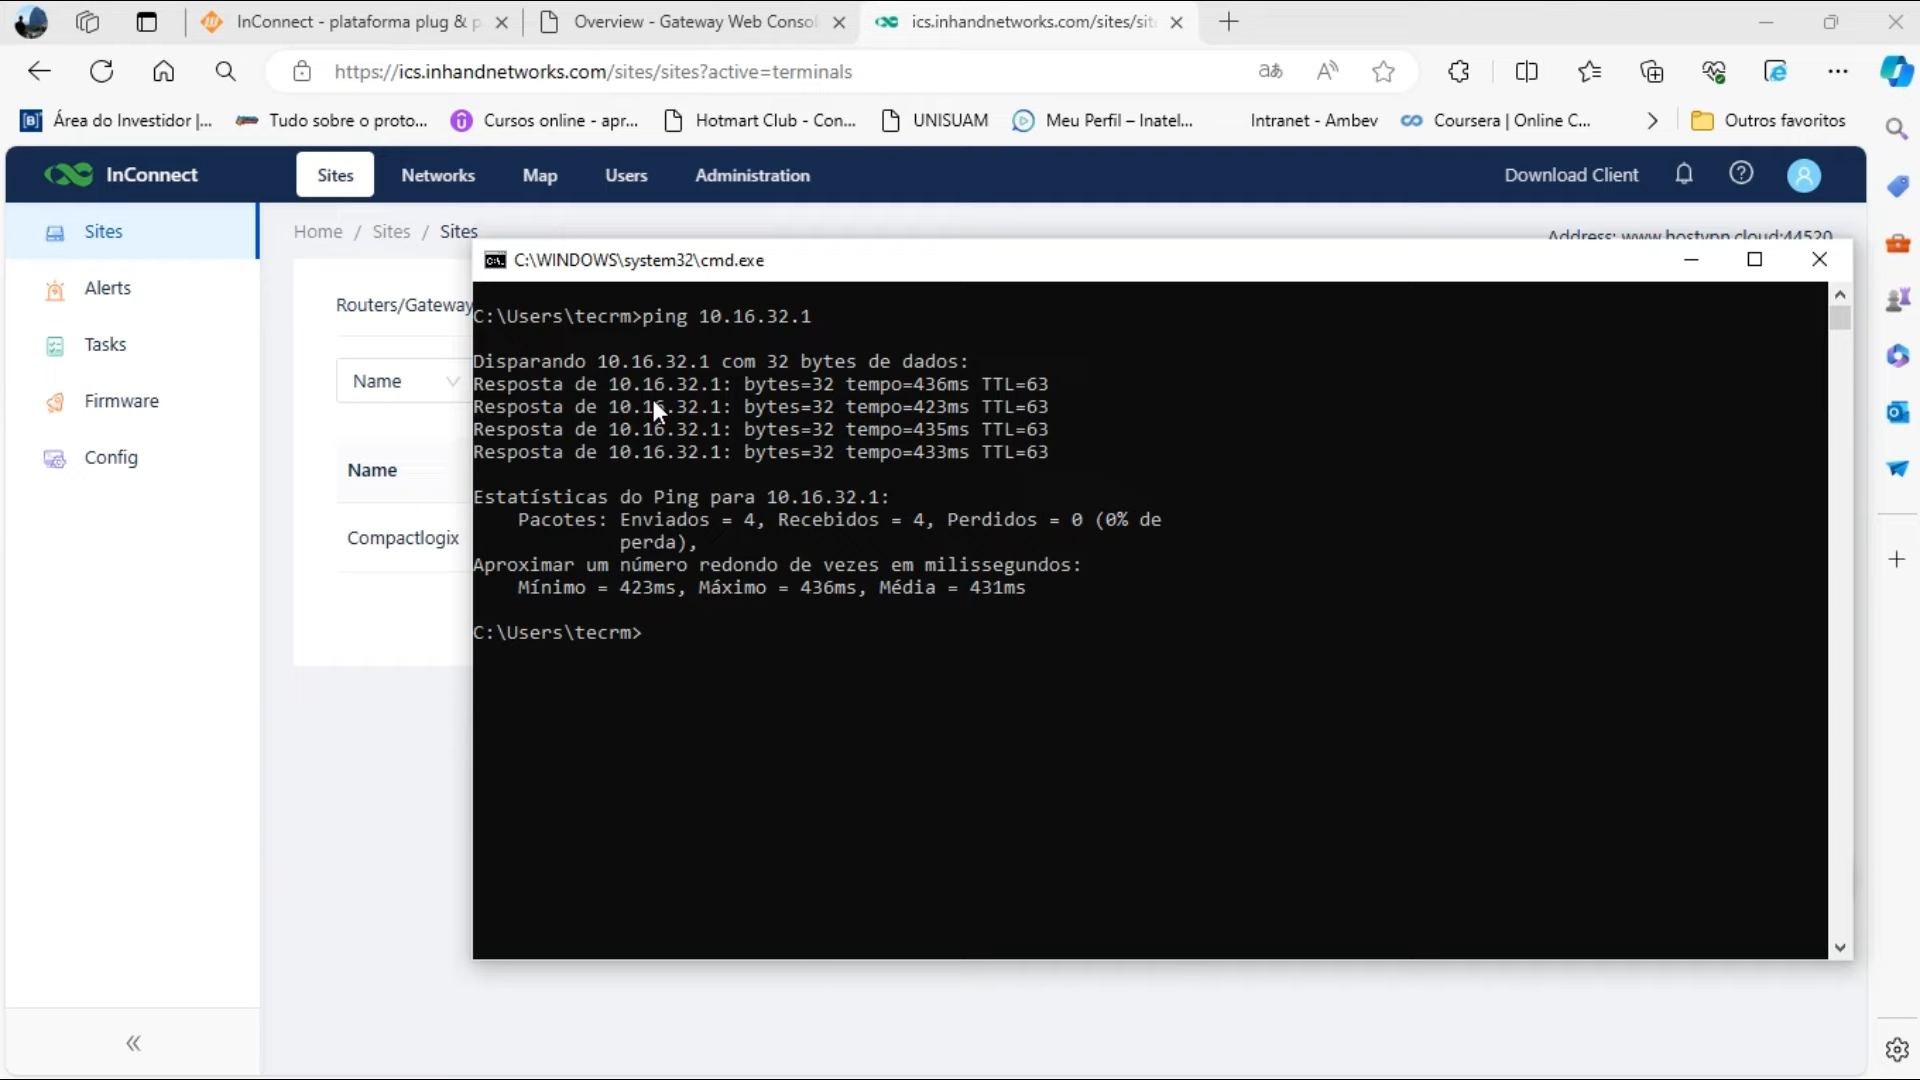 InConnect - plataforma plug & p
Overview - Gateway Web Consol
ics.inhandnetworks.com/sites/sit
https://ics.inhandnetworks.com/sites/sites?active=terminals
Área do Investidor |...
Tudo sobre o proto...
Cursos online - apr...
Hotmart Club - Con...
UNISUAM
Meu Perfil – Inatel...
Intranet - Ambev
Coursera | Online C...
Outros favoritos
InConnect
Sites
Networks
Map
Users
Administration
Download Client
Sites
Alerts
Tasks
Firmware
Config
Home / Sites / Sites
Address: www.hostvpn.cloud:44520
Routers/Gateway
Name
Name
Compactlogix
C:\WINDOWS\system32\cmd.exe
C:\Users\tecrm>ping 10.16.32.1
Disparando 10.16.32.1 com 32 bytes de dados:
Resposta de 10.16.32.1: bytes=32 tempo=436ms TTL=63
Resposta de 10.16.32.1: bytes=32 tempo=423ms TTL=63
Resposta de 10.16.32.1: bytes=32 tempo=435ms TTL=63
Resposta de 10.16.32.1: bytes=32 tempo=433ms TTL=63
Estatísticas do Ping para 10.16.32.1:
Pacotes: Enviados = 4, Recebidos = 4, Perdidos = 0 (0% de
perda),
Aproximar um número redondo de vezes em milissegundos:
Mínimo = 423ms, Máximo = 436ms, Média = 431ms
C:\Users\tecrm>